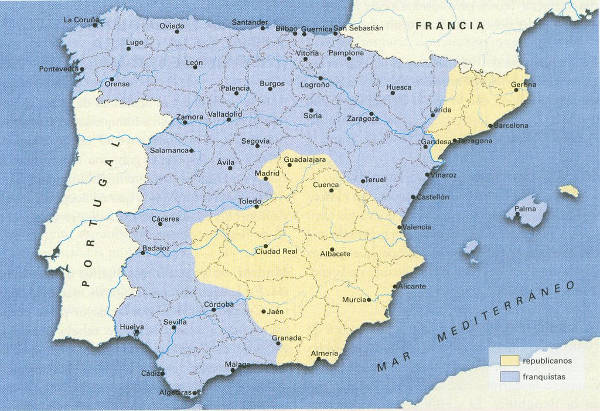 La Coruña
Oviedo
Santander
Bilbao
Guernica
San Sebastián
FRANCIA
Lugo
Vitoria
Pamplona
Pontevedra
León
Orense
Palencia
Burgos
Logroño
Huesca
Gerona
Zamora
Valladolid
Soria
Zaragoza
Lérida
Barcelona
Salamanca
Segovia
Gandesa
Tarragona
Ávila
Guadalajara
Madrid
Teruel
Vinaroz
Cuenca
Castellón
PORTUGAL
Toledo
Palma
Cáceres
Valencia
Badajoz
Ciudad Real
Albacete
Alicante
Murcia
Córdoba
Jaén
Huelva
Sevilla
Granada
Almería
Cádiz
Málaga
Algeciras
MAR MEDITERRÁNEO
republicanos
franquistas